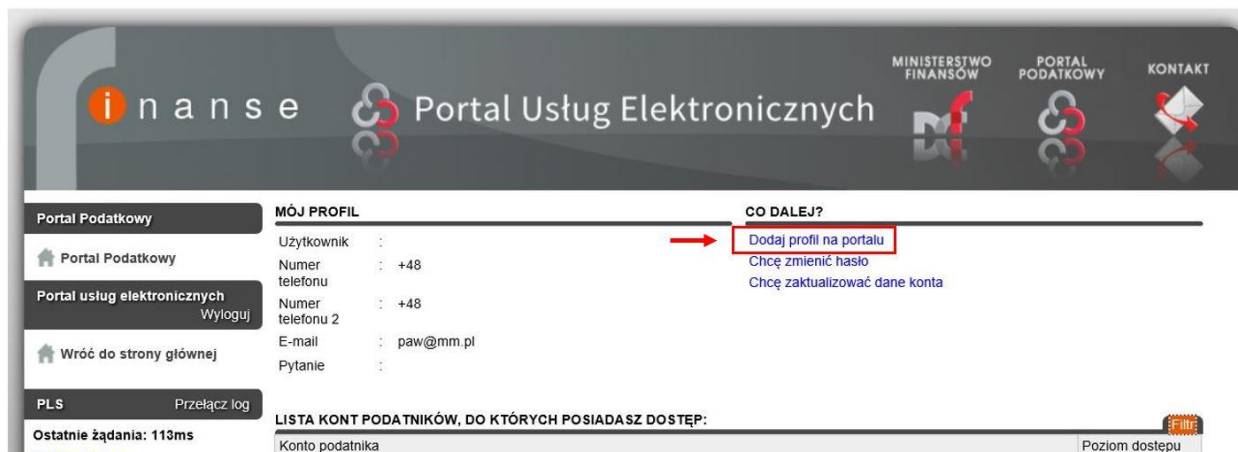 finanse
Portal Usług Elektronicznych
MINISTERSTWO
FINANSÓW
PORTAL
PODATKOWY
KONTAKT
Portal Podatkowy
Portal Podatkowy
Portal usług elektronicznych
Wyloguj
Wróć do strony głównej
PLS Przełącz log
Ostatnie żądania: 113ms
MÓJ PROFIL
Użytkownik :
Numer : +48
telefonu
Numer : +48
telefonu 2
E-mail : paw@mm.pl
Pytanie :
CO DALEJ?
Dodaj profil na portalu
Chcę zmienić hasło
Chcę zaktualizować dane konta
LISTA KONT PODATNIKÓW, DO KTÓRYCH POSIADASZ DOSTĘP:
Filtr
Konto podatnika Poziom dostępu